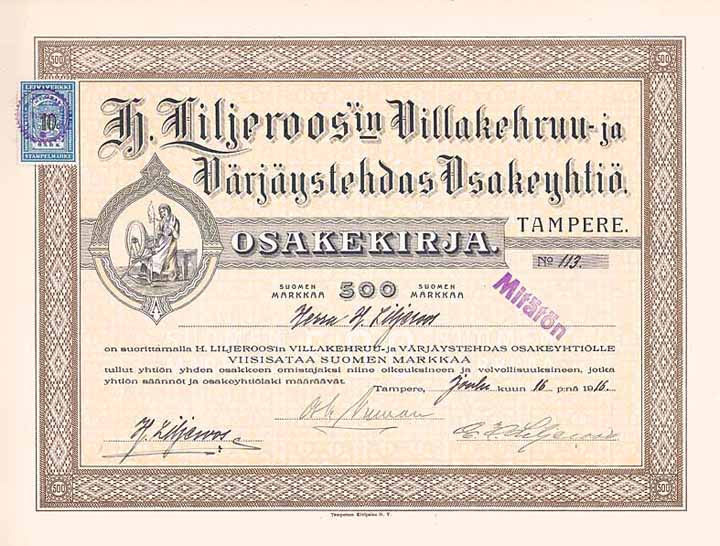 500 500
LEIMAMERKKI
10
STÄMPELMARKE
H. Liljeroos'in Villakehruu- ja
Värjäystehdas Osakeyhtiö.
TAMPERE.
OSAKEKIRJA.
No 113.
SUOMEN MARKKAA 500 SUOMEN MARKKAA
Mitätön
Herra H. Liljeroos
on suorittamalla H. LILJEROOS'in VILLAKEHRUU- ja VÄRJÄYSTEHDAS OSAKEYHTIÖLLE
VIISISATAA SUOMEN MARKKAA
tullut yhtiön yhden osakkeen omistajaksi niine oikeuksineen ja velvollisuuksineen, jotka
yhtiön säännöt ja osakeyhtiölaki määräävät.
Tampere, Joulu kuun 16 p:nä 1916.
H. Liljeroos
500 500